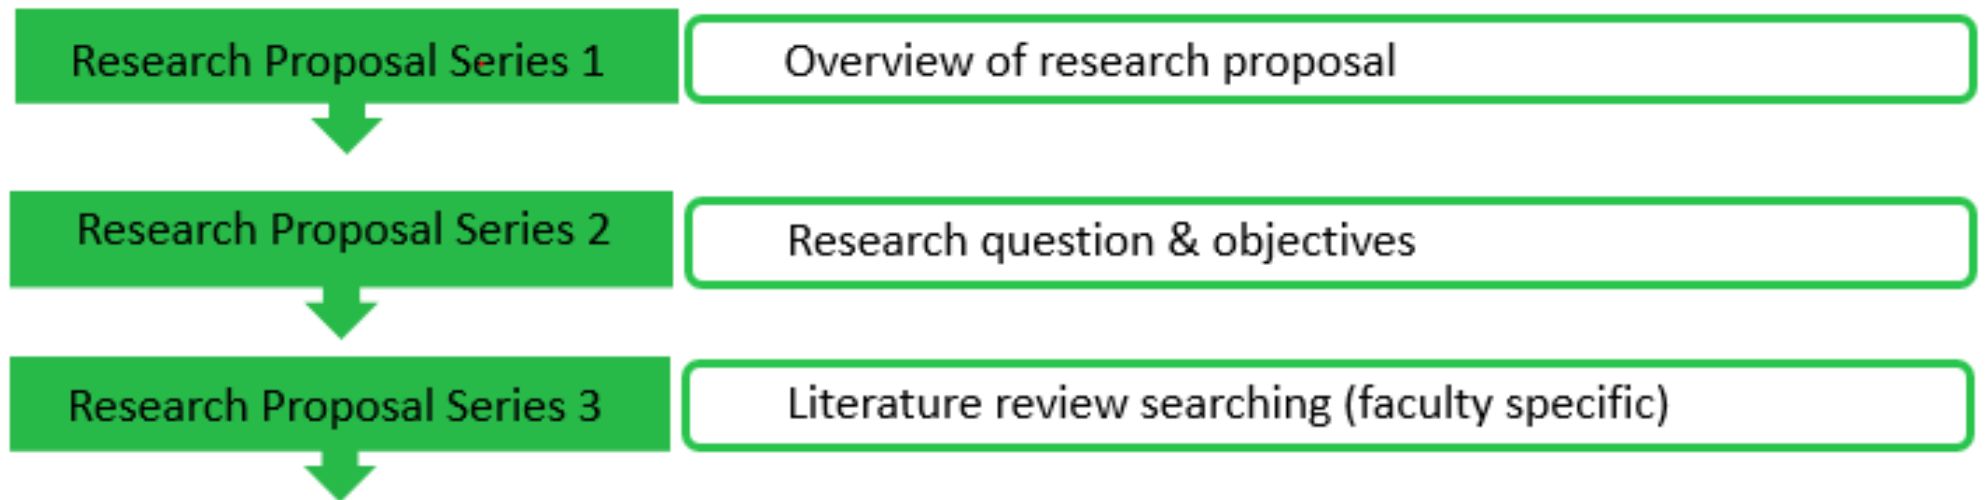 Research Proposal Series 1
Overview of research proposal
Research Proposal Series 2
Research question & objectives
Research Proposal Series 3
Literature review searching (faculty specific)